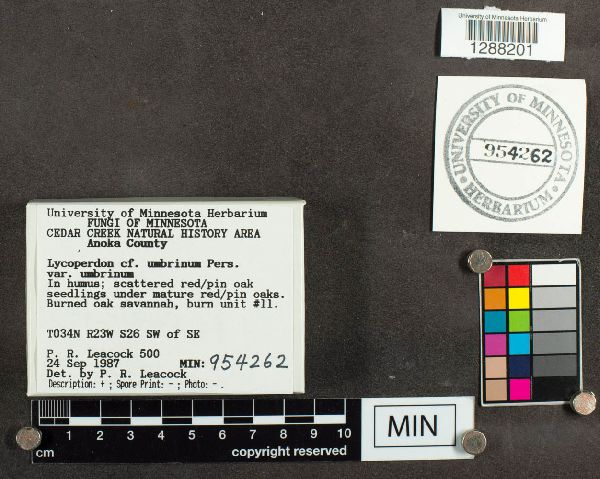 University of Minnesota Herbarium
1288201
UNIVERSITY OF MINNESOTA
954262
HERBARIUM
University of Minnesota Herbarium
FUNGI OF MINNESOTA
CEDAR CREEK NATURAL HISTORY AREA
Anoka County
Lycoperdon cf. umbrinum Pers.
var. umbrinum
In humus; scattered red/pin oak
seedlings under mature red/pin oaks.
Burned oak savannah, burn unit #11.
T034N R23W S26 SW of SE
P. R. Leacock 500
24 Sep 1987 MIN: 954262
Det. by P. R. Leacock
Description: + ; Spore Print: - ; Photo: - .
1 2 3 4 5 6 7 8 9 10
cm copyright reserved
MIN